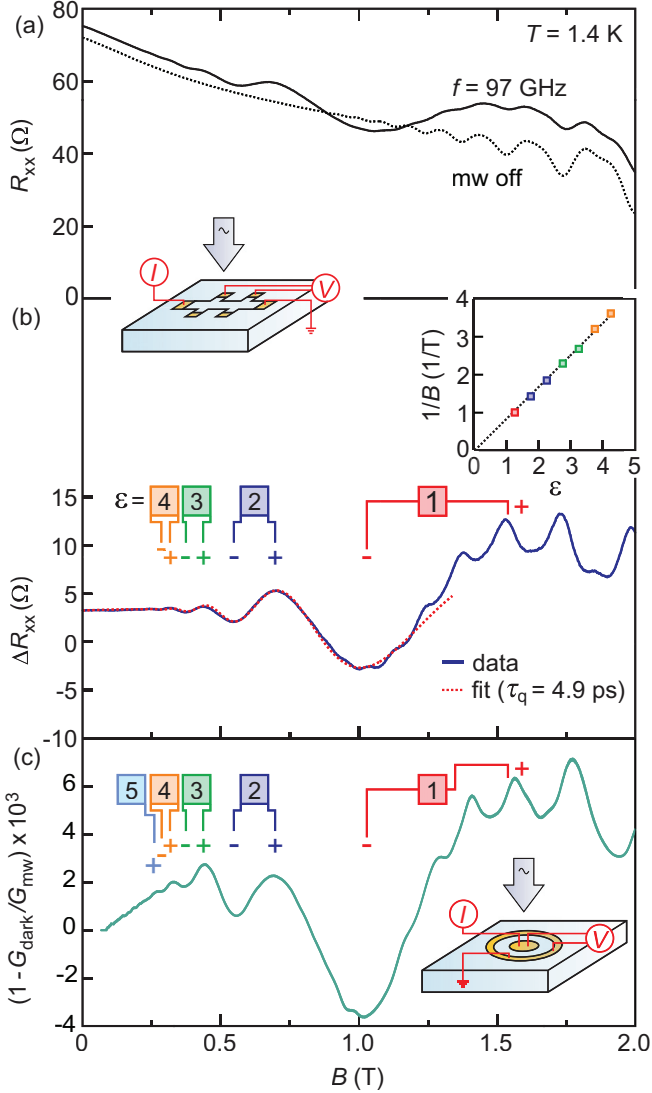 (a)
80
60
40
20
0
R_xx (Ω)
T = 1.4 K
f = 97 GHz
mw off
~
I
V
(b)
4
3
2
1
0
1/B (1/T)
0 1 2 3 4 5
ε
15
10
5
0
-5
-10
ΔR_xx (Ω)
ε= 4 3 2 1
- + - + - + - +
data
fit (τ_q = 4.9 ps)
(c)
6
4
2
0
-2
-4
(1 - G_dark/G_mw) x 10³
5 4 3 2 1
+ - + - + - + - +
~
I
V
0 0.5 1.0 1.5 2.0
B (T)